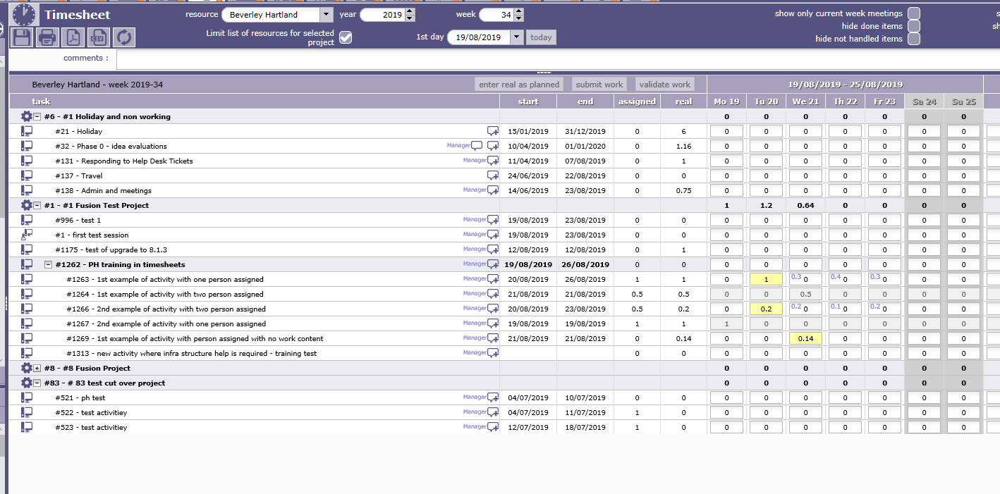 Timesheet resource Beverley Hartland year 2019 week 34 show only current week meetings
hide done items
Limit list of resources for selected project 1st day 19/08/2019 today hide not handled items
comments :
Beverley Hartland - week 2019-34 enter real as planned submit work validate work 19/08/2019 - 25/08/2019
task start end assigned real Mo 19 Tu 20 We 21 Th 22 Fr 23 Sa 24 Su 25
#6 - #1 Holiday and non working 0 0 0 0 0 0 0
#21 - Holiday 15/01/2019 31/12/2019 0 6 0 0 0 0 0 0 0
#32 - Phase 0 - idea evaluations Manager 10/04/2019 01/01/2020 0 1.16 0 0 0 0 0 0 0
#131 - Responding to Help Desk Tickets Manager 11/04/2019 07/08/2019 0 1 0 0 0 0 0 0 0
#137 - Travel 24/06/2019 22/08/2019 0 0 0 0 0 0 0 0 0
#138 - Admin and meetings Manager 14/06/2019 23/08/2019 0 0.75 0 0 0 0 0 0 0
#1 - #1 Fusion Test Project 1 1.2 0.64 0 0 0 0
#996 - test 1 Manager 19/08/2019 23/08/2019 0 0 0 0 0 0 0 0 0
#1 - first test session Manager 19/08/2019 23/08/2019 0 0 0 0 0 0 0 0 0
#1175 - test of upgrade to 8.1.3 Manager 12/08/2019 12/08/2019 0 1 0 0 0 0 0 0 0
#1262 - PH training in timesheets Manager 19/08/2019 26/08/2019 0 0 0 0 0 0 0 0 0
#1263 - 1st example of activity with one person assigned Manager 20/08/2019 26/08/2019 1 1 0 1 0.3 0 0.4 0 0.3 0 0 0
#1264 - 1st example of activity with two person assigned Manager 21/08/2019 21/08/2019 0.5 0.5 0 0 0.5 0 0 0 0
#1266 - 2nd example of activity with two person assigned Manager 20/08/2019 23/08/2019 0.5 0.2 0 0.2 0.2 0 0.1 0 0.2 0 0 0
#1267 - 2nd example of activity with one person assigned Manager 19/08/2019 19/08/2019 1 1 1 0 0 0 0 0 0
#1269 - 1st example of activity with person assigned with no work content Manager 21/08/2019 21/08/2019 0 0.14 0 0 0.14 0 0 0 0
#1313 - new activity where infra structure help is required - training test Manager 0 0 0 0 0 0 0 0 0
#8 - #8 Fusion Project 0 0 0 0 0 0 0
#83 - # 83 test cut over project 0 0 0 0 0 0 0
#521 - ph test Manager 04/07/2019 10/07/2019 0 0 0 0 0 0 0 0 0
#522 - test activitiey Manager 04/07/2019 11/07/2019 1 0 0 0 0 0 0 0 0
#523 - test activitiey Manager 12/07/2019 18/07/2019 1 0 0 0 0 0 0 0 0